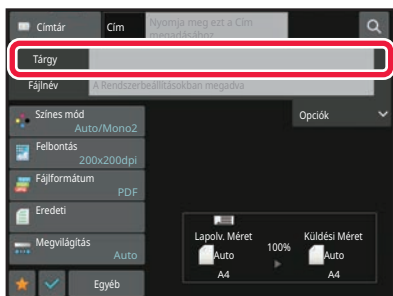 Címtár
Cím
Nyomja meg ezt a Cím
megadásához
Tárgy
Fájlnév
A Rendszerbeállításokban megadva
Színes mód
Auto/Mono2
Opciók
Felbontás
200x200dpi
Fájlformátum
PDF
Eredeti
Megvilágítás
Auto
Lapolv. Méret
100%
Küldési Méret
Auto
Auto
A4
A4
Egyéb